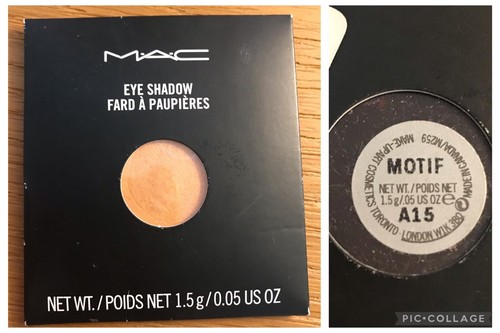 M·A·C
EYE SHADOW
FARD À PAUPIÈRES
NET WT./POIDS NET 1.5 g/0.05 US OZ
MAKE-UP ART COSMETICS TORONTO · LONDON W1K 3BQ
MADE IN CANADA/M259
MOTIF
NET WT./POIDS NET
1.5 g/.05 US OZ e
A15
PIC•COLLAGE